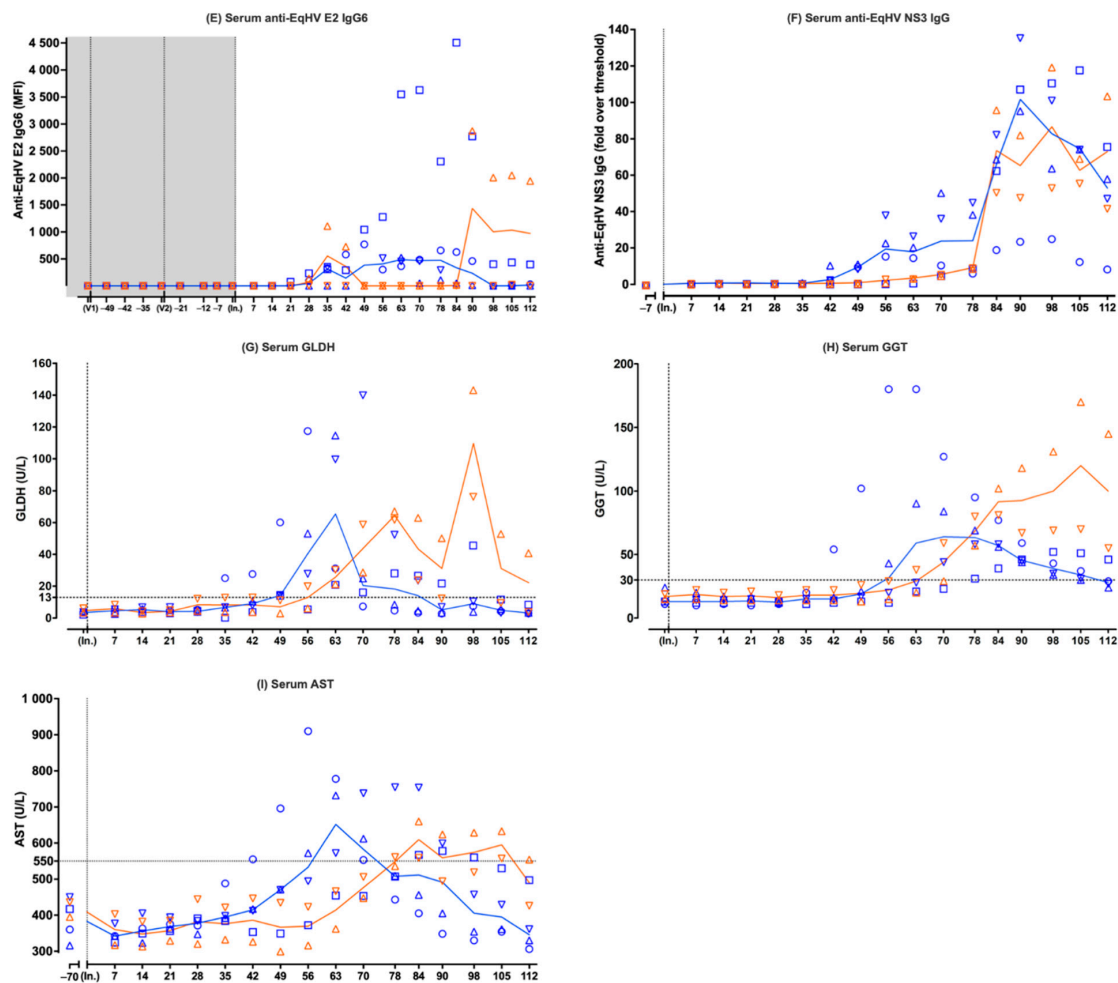 (E) Serum anti-EqHV E2 IgG6
Anti-EqHV E2 IgG6 (MFI)
4 500
4 000
3 500
3 000
2 500
2 000
1 500
1 000
500
(V1) −49 −42 −35 (V2) −21 −12 −7 (In.) 7 14 21 28 35 42 49 56 63 70 78 84 90 98 105 112
(F) Serum anti-EqHV NS3 IgG
Anti-EqHV NS3 IgG (fold over threshold)
140
120
100
80
60
40
20
0
−7 (In.) 7 14 21 28 35 42 49 56 63 70 78 84 90 98 105 112
(G) Serum GLDH
GLDH (U/L)
160
140
120
100
80
60
40
20
13
0
(In.) 7 14 21 28 35 42 49 56 63 70 78 84 90 98 105 112
(H) Serum GGT
GGT (U/L)
200
150
100
50
30
0
(In.) 7 14 21 28 35 42 49 56 63 70 78 84 90 98 105 112
(I) Serum AST
AST (U/L)
1 000
900
800
700
600
550
500
400
300
−70 (In.) 7 14 21 28 35 42 49 56 63 70 78 84 90 98 105 112